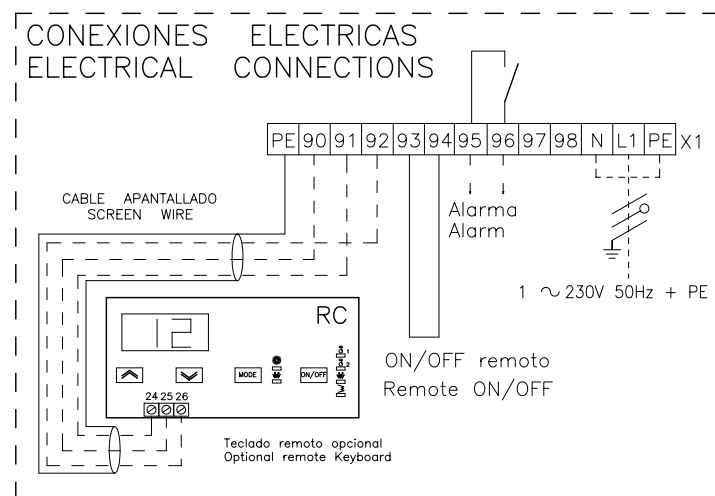 CONEXIONES ELECTRICAS
ELECTRICAL CONNECTIONS
PE 90 91 92 93 94 95 96 97 98 N L1 PE X1
CABLE APANTALLADO
SCREEN WIRE
Alarma
Alarm
1 ~ 230V 50Hz + PE
RC
12
MODE
ON/OFF
1
2
24 25 26
ON/OFF remoto
Remote ON/OFF
Teclado remoto opcional
Optional remote Keyboard